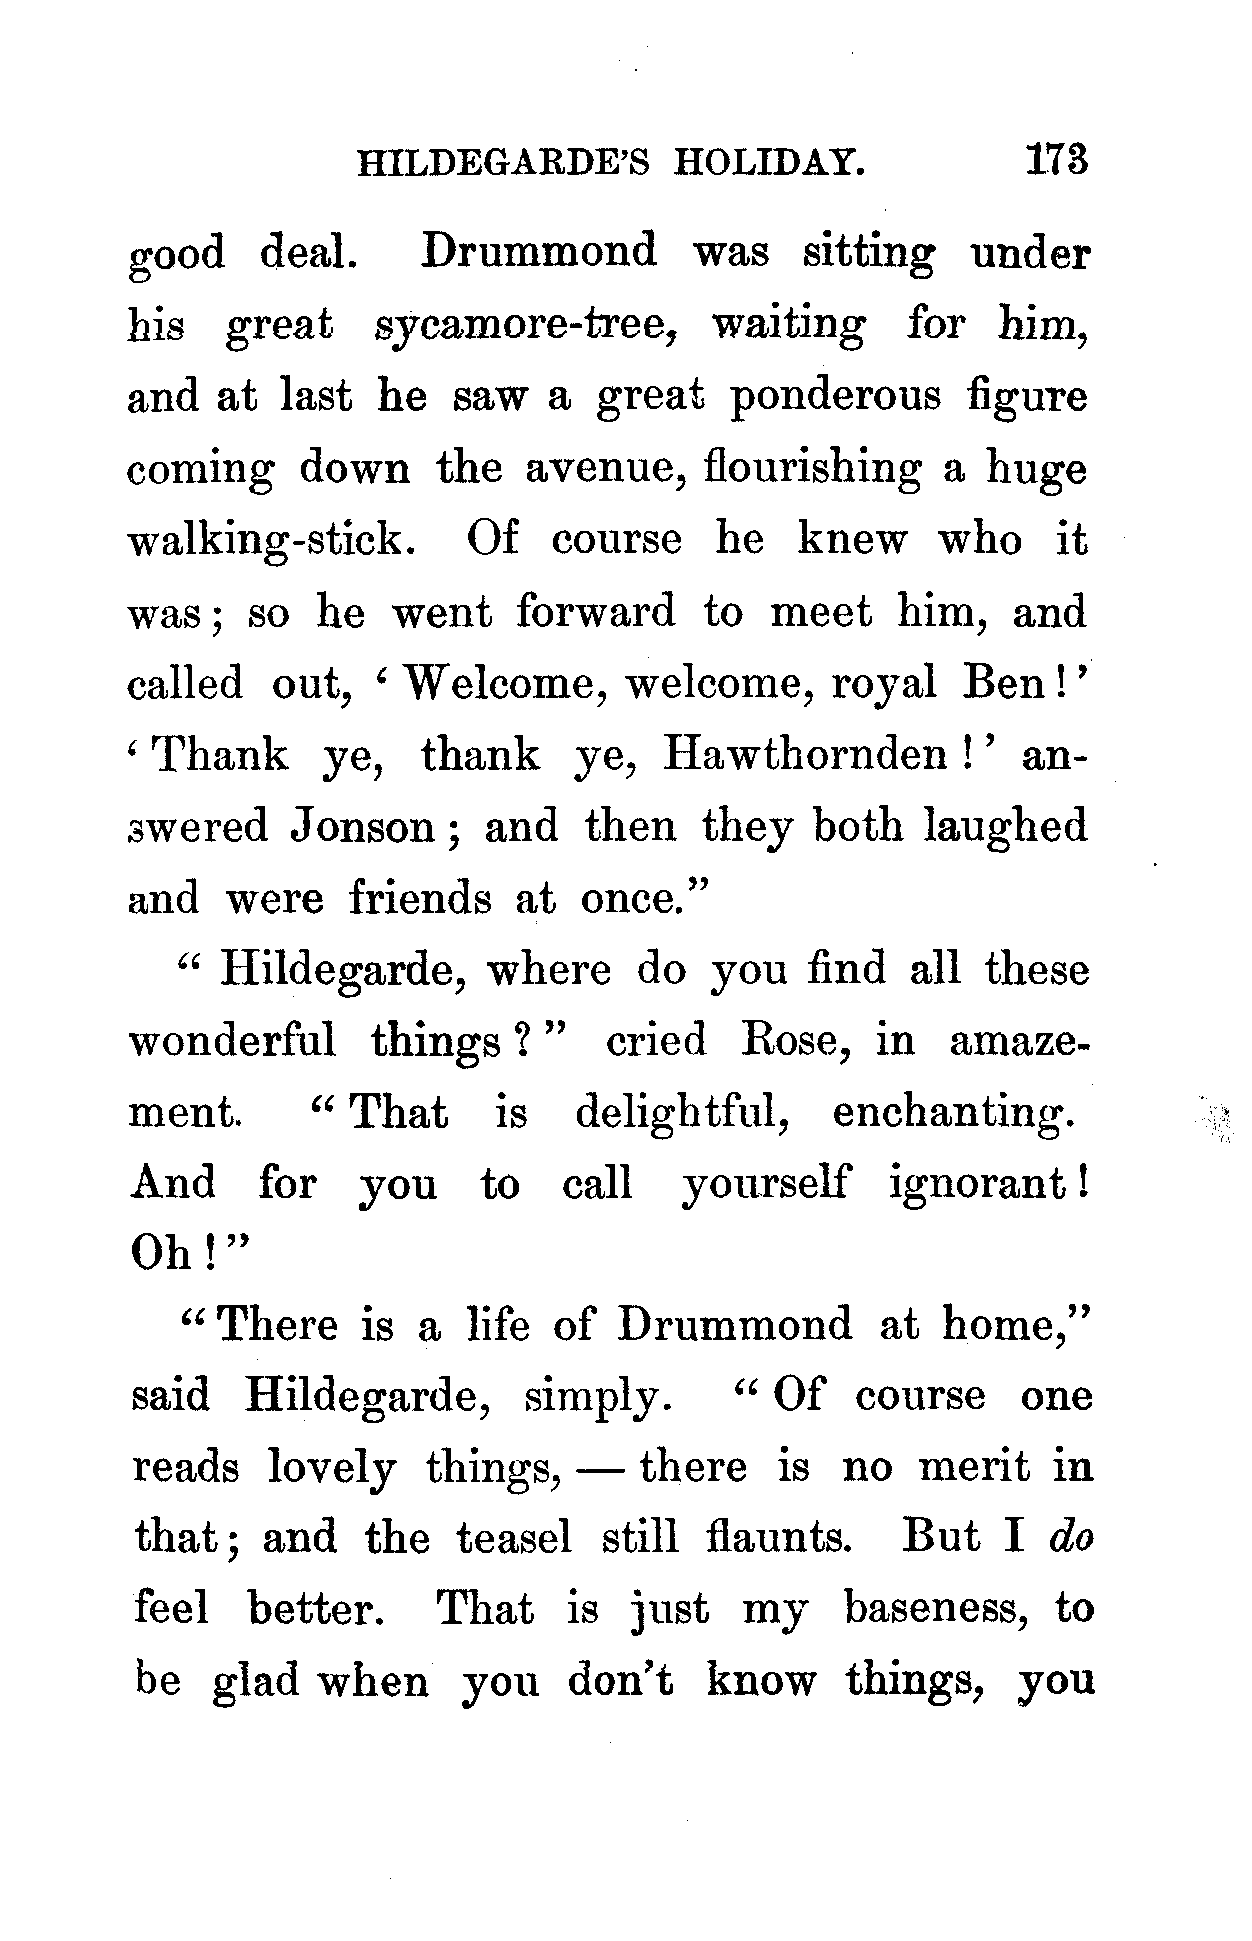 HILDEGARDE'S HOLIDAY. 173
good deal. Drummond was sitting under
his great sycamore-tree, waiting for him,
and at last he saw a great ponderous figure
coming down the avenue, flourishing a huge
walking-stick. Of course he knew who it
was; so he went forward to meet him, and
called out, ‘Welcome, welcome, royal Ben!’
‘Thank ye, thank ye, Hawthornden!’ an-
swered Jonson; and then they both laughed
and were friends at once.”
“Hildegarde, where do you find all these
wonderful things?” cried Rose, in amaze-
ment. “That is delightful, enchanting.
And for you to call yourself ignorant!
Oh!”
“There is a life of Drummond at home,”
said Hildegarde, simply. “Of course one
reads lovely things,—there is no merit in
that; and the teasel still flaunts. But I do
feel better. That is just my baseness, to
be glad when you don't know things, you